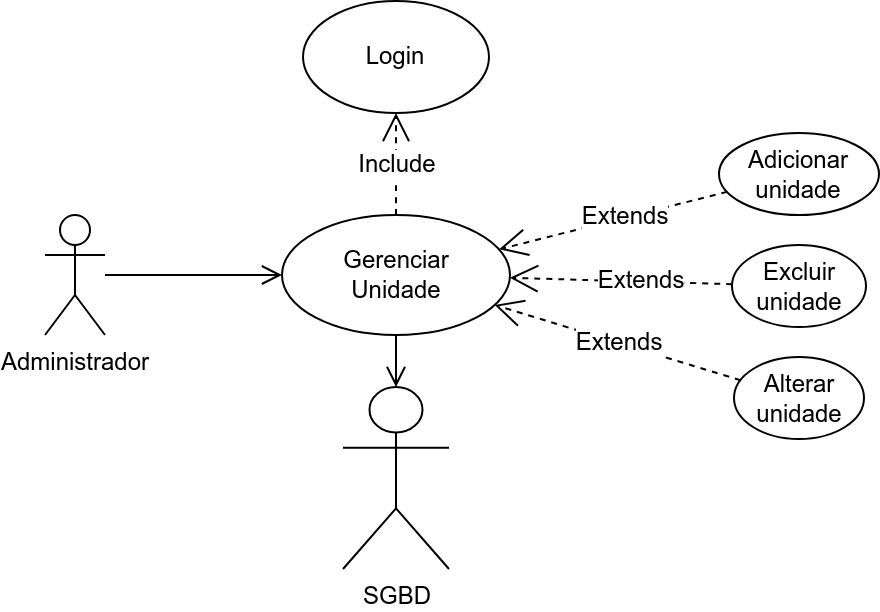 Login
Include
Adicionar
unidade
Extends
Gerenciar
Unidade
Extends
Excluir
unidade
Extends
Alterar
unidade
Administrador
SGBD